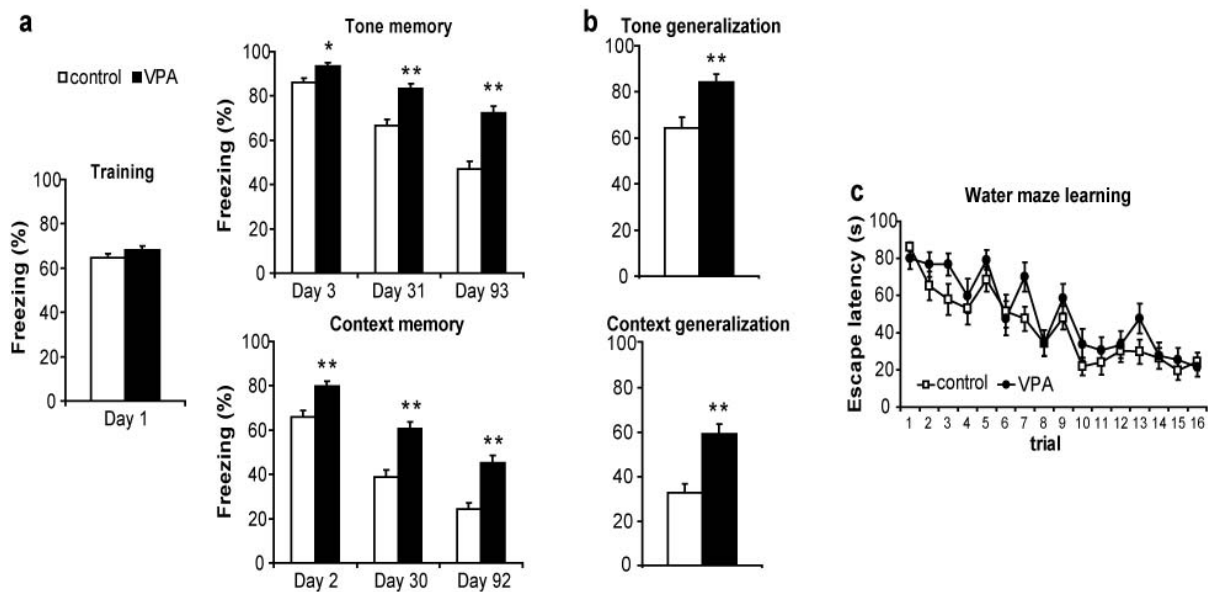 a
control VPA
Training
Freezing (%)
100
80
60
40
20
0
Day 1
Tone memory
Freezing (%)
100
80
60
40
20
0
*
**
**
Day 3 Day 31 Day 93
Context memory
Freezing (%)
100
80
60
40
20
0
**
**
**
Day 2 Day 30 Day 92
b
Tone generalization
100
80
60
40
20
0
**
Context generalization
100
80
60
40
20
0
**
c
Water maze learning
Escape latency (s)
100
80
60
40
20
0
control VPA
1 2 3 4 5 6 7 8 9 10 11 12 13 14 15 16
trial